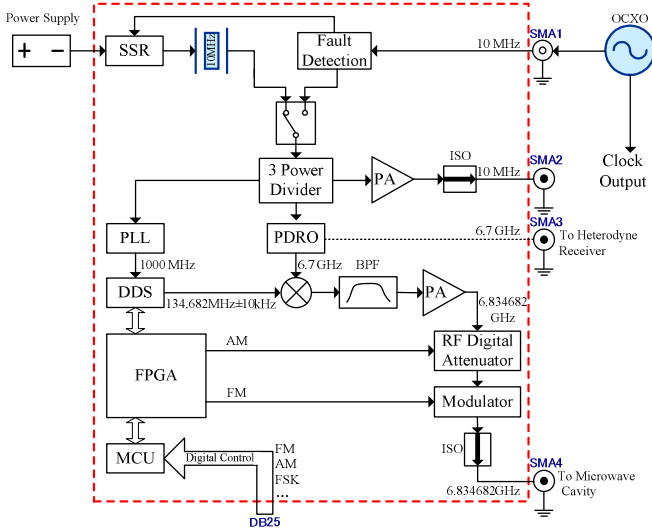 Power Supply
SSR
10MHz
Fault
Detection
10 MHz
SMA1
OCXO
Clock
Output
3 Power
Divider
PA
ISO
10 MHz
SMA2
PLL
PDRO
6.7 GHz
SMA3
To Heterodyne
Receiver
1000 MHz
6.7 GHz
BPF
DDS
134,682MHz±10kHz
PA
6.834682
GHz
FPGA
AM
RF Digital
Attenuator
FM
Modulator
MCU
Digital Control
FM
AM
FSK
...
DB25
ISO
6.834682GHz
SMA4
To Microwave
Cavity